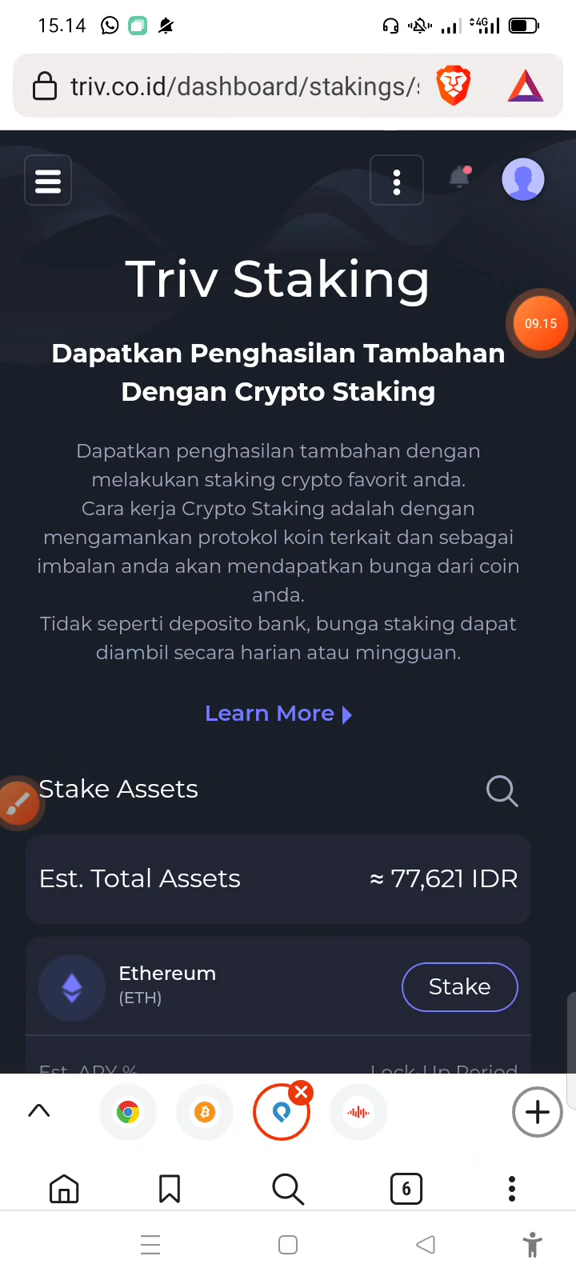 15.14
4G
triv.co.id/dashboard/stakings/
Triv Staking
09.15
Dapatkan Penghasilan Tambahan
Dengan Crypto Staking
Dapatkan penghasilan tambahan dengan
melakukan staking crypto favorit anda.
Cara kerja Crypto Staking adalah dengan
mengamankan protokol koin terkait dan sebagai
imbalan anda akan mendapatkan bunga dari coin
anda.
Tidak seperti deposito bank, bunga staking dapat
diambil secara harian atau mingguan.
Learn More
Stake Assets
Est. Total Assets ≈ 77,621 IDR
Ethereum
(ETH)
Stake
Est. APY % Lock-Up Period
6